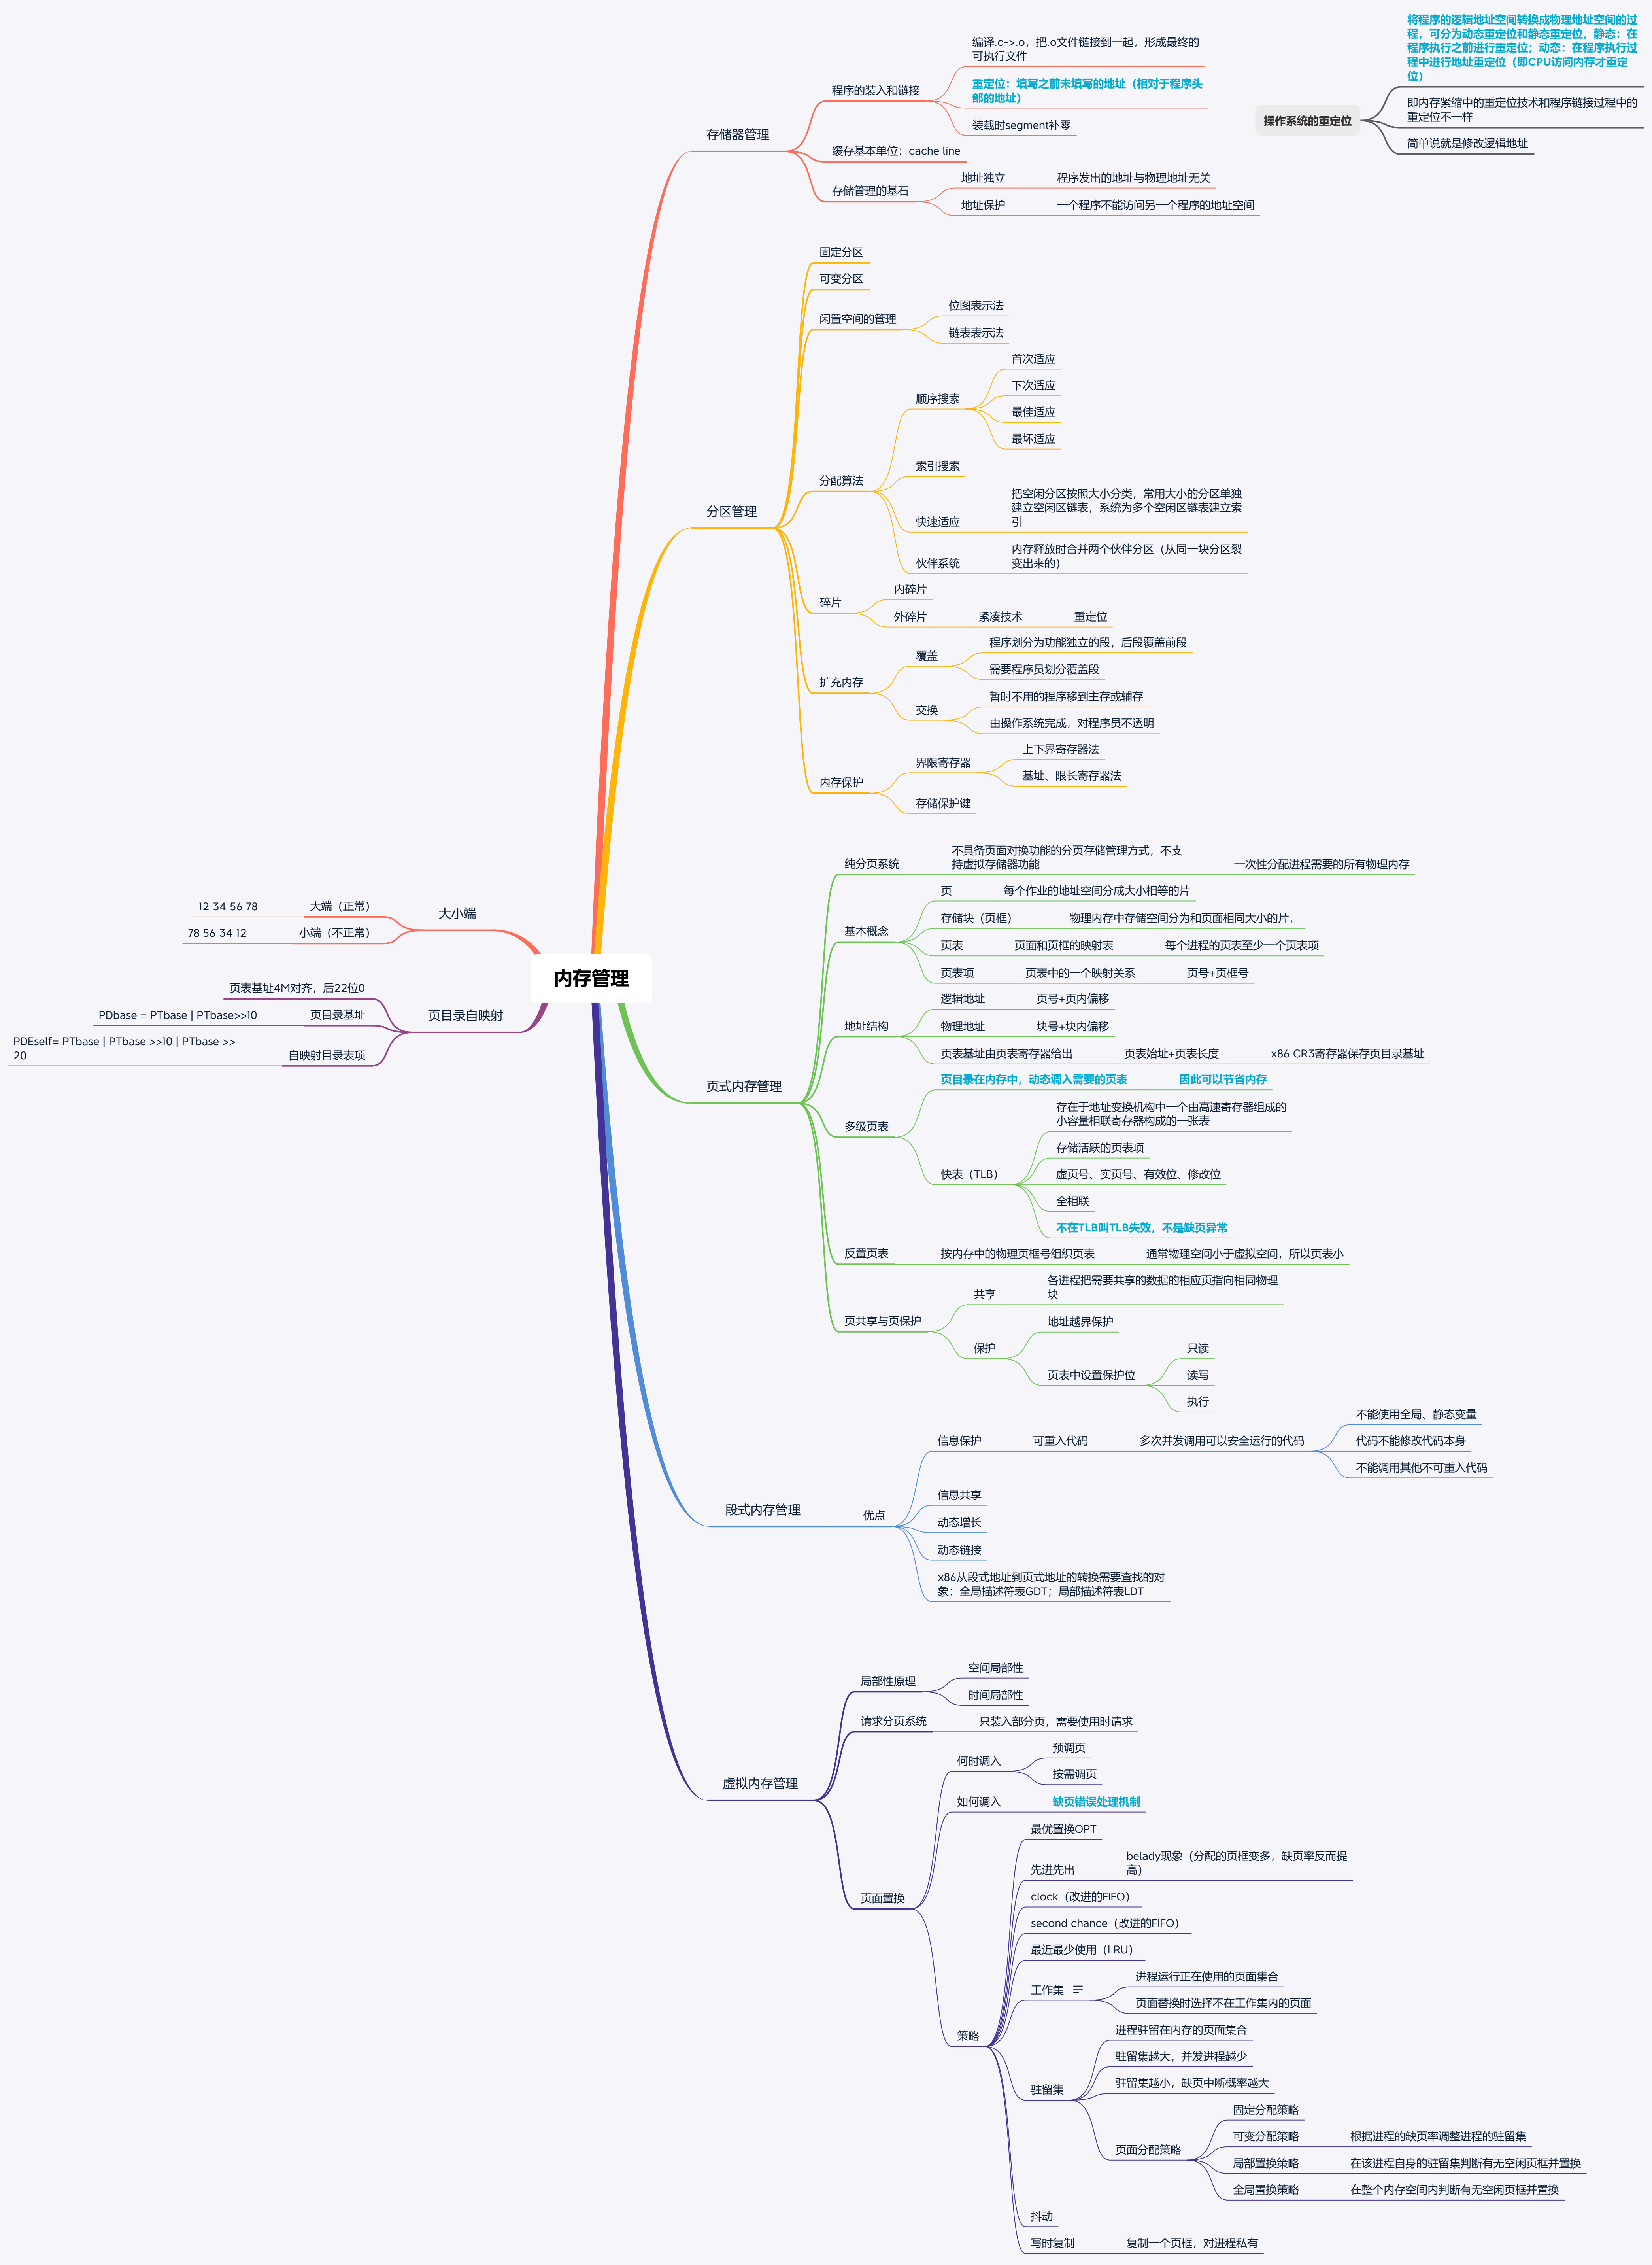 内存管理
存储器管理
程序的装入和链接
编译.c->.o，把.o文件链接到一起，形成最终的
可执行文件
重定位：填写之前未填写的地址（相对于程序头
部的地址）
装载时segment补零
缓存基本单位：cache line
存储管理的基石
地址独立
程序发出的地址与物理地址无关
地址保护
一个程序不能访问另一个程序的地址空间
操作系统的重定位
将程序的逻辑地址空间转换成物理地址空间的过
程，可分为动态重定位和静态重定位，静态：在
程序执行之前进行重定位；动态：在程序执行过
程中进行地址重定位（即CPU访问内存才重定
位）
即内存紧缩中的重定位技术和程序链接过程中的
重定位不一样
简单说就是修改逻辑地址
分区管理
固定分区
可变分区
闲置空间的管理
位图表示法
链表表示法
分配算法
顺序搜索
首次适应
下次适应
最佳适应
最坏适应
索引搜索
快速适应
把空闲分区按照大小分类，常用大小的分区单独
建立空闲区链表，系统为多个空闲区链表建立索
引
伙伴系统
内存释放时合并两个伙伴分区（从同一块分区裂
变出来的）
碎片
内碎片
外碎片
紧凑技术
重定位
扩充内存
覆盖
程序划分为功能独立的段，后段覆盖前段
需要程序员划分覆盖段
交换
暂时不用的程序移到主存或辅存
由操作系统完成，对程序员不透明
内存保护
界限寄存器
上下界寄存器法
基址、限长寄存器法
存储保护键
大小端
大端（正常）
12 34 56 78
小端（不正常）
78 56 34 12
页目录自映射
页表基址4M对齐，后22位0
页目录基址
PDbase = PTbase | PTbase>>10
自映射目录表项
PDEself= PTbase | PTbase >>10 | PTbase >>
20
页式内存管理
纯分页系统
不具备页面对换功能的分页存储管理方式，不支
持虚拟存储器功能
一次性分配进程需要的所有物理内存
基本概念
页
每个作业的地址空间分成大小相等的片
存储块（页框）
物理内存中存储空间分为和页面相同大小的片，
页表
页面和页框的映射表
每个进程的页表至少一个页表项
页表项
页表中的一个映射关系
页号+页框号
地址结构
逻辑地址
页号+页内偏移
物理地址
块号+块内偏移
页表基址由页表寄存器给出
页表始址+页表长度
x86 CR3寄存器保存页目录基址
多级页表
页目录在内存中，动态调入需要的页表
因此可以节省内存
快表（TLB）
存在于地址变换机构中一个由高速寄存器组成的
小容量相联寄存器构成的一张表
存储活跃的页表项
虚页号、实页号、有效位、修改位
全相联
不在TLB叫TLB失效，不是缺页异常
反置页表
按内存中的物理页框号组织页表
通常物理空间小于虚拟空间，所以页表小
页共享与页保护
共享
各进程把需要共享的数据的相应页指向相同物理
块
保护
地址越界保护
页表中设置保护位
只读
读写
执行
段式内存管理
优点
信息保护
可重入代码
多次并发调用可以安全运行的代码
不能使用全局、静态变量
代码不能修改代码本身
不能调用其他不可重入代码
信息共享
动态增长
动态链接
x86从段式地址到页式地址的转换需要查找的对
象：全局描述符表GDT；局部描述符表LDT
虚拟内存管理
局部性原理
空间局部性
时间局部性
请求分页系统
只装入部分页，需要使用时请求
页面置换
何时调入
预调页
按需调页
如何调入
缺页错误处理机制
策略
最优置换OPT
先进先出
belady现象（分配的页框变多，缺页率反而提
高）
clock（改进的FIFO）
second chance（改进的FIFO）
最近最少使用（LRU）
工作集
进程运行正在使用的页面集合
页面替换时选择不在工作集内的页面
驻留集
进程驻留在内存的页面集合
驻留集越大，并发进程越少
驻留集越小，缺页中断概率越大
页面分配策略
固定分配策略
可变分配策略
根据进程的缺页率调整进程的驻留集
局部置换策略
在该进程自身的驻留集判断有无空闲页框并置换
全局置换策略
在整个内存空间内判断有无空闲页框并置换
抖动
写时复制
复制一个页框，对进程私有